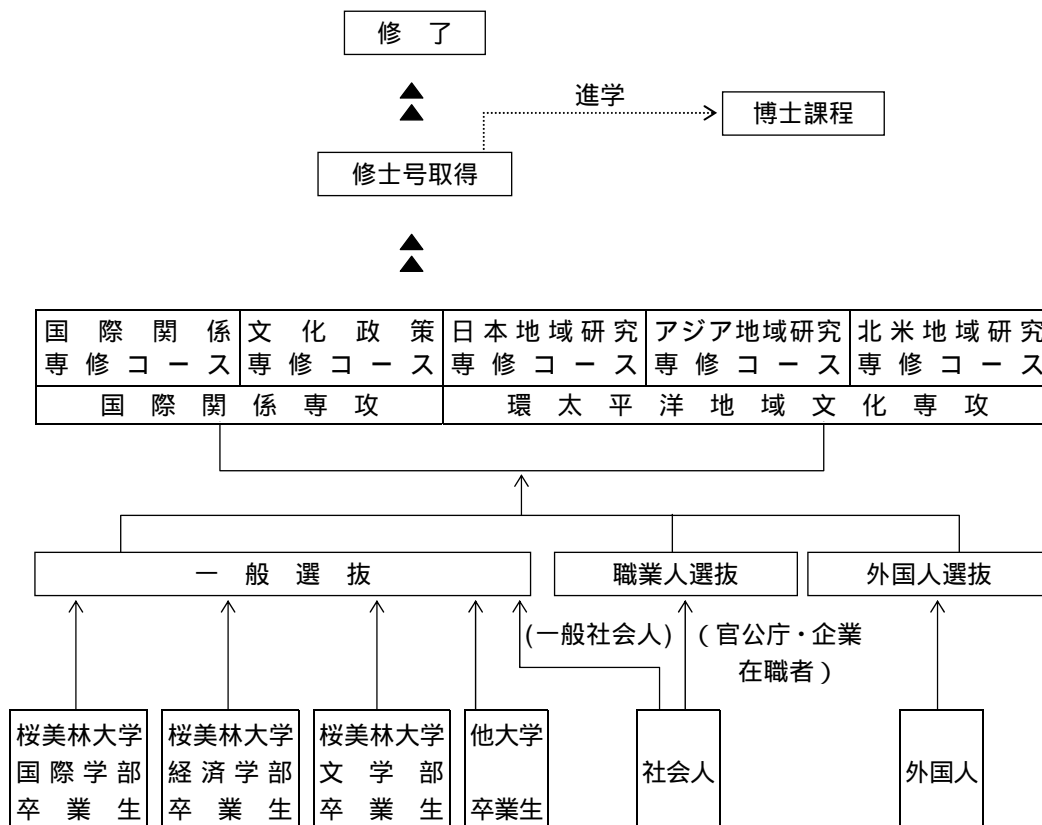 修 了
進学
博士課程
修士号取得
国際関係
専修コース
文化政策
専修コース
日本地域研究
専修コース
アジア地域研究
専修コース
北米地域研究
専修コース
国際関係専攻
環太平洋地域文化専攻
一般選抜
職業人選抜
外国人選抜
(一般社会人)
（官公庁・企業
在職者）
桜美林大学
国際学部
卒業生
桜美林大学
経済学部
卒業生
桜美林大学
文学部
卒業生
他大学
卒業生
社会人
外国人